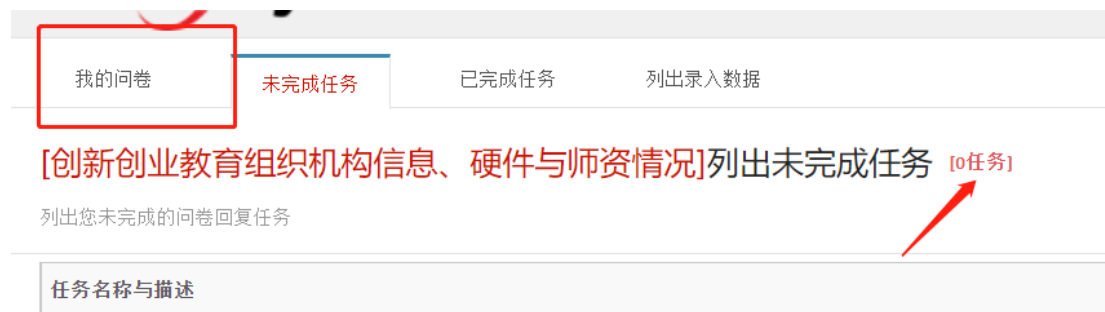 我的问卷 未完成任务 已完成任务 列出录入数据
[创新创业教育组织机构信息、硬件与师资情况]列出未完成任务 [0任务]
列出您未完成的问卷回复任务
任务名称与描述